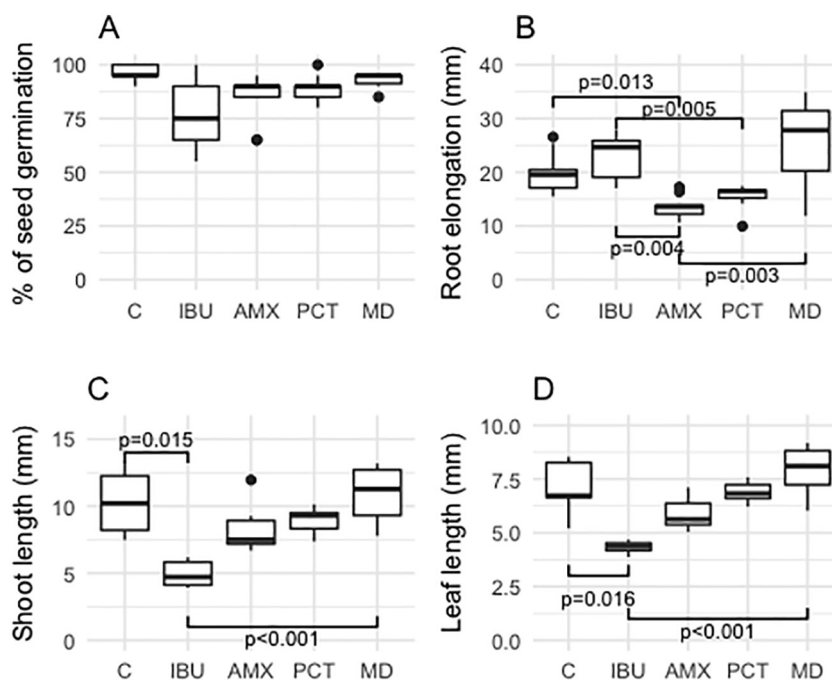 A
% of seed germination
100
75
50
25
0
C IBU AMX PCT MD
B
Root elongation (mm)
40
30
20
10
0
p=0.013
p=0.005
p=0.004
p=0.003
C IBU AMX PCT MD
C
Shoot length (mm)
15
10
5
0
p=0.015
p<0.001
C IBU AMX PCT MD
D
Leaf length (mm)
10.0
7.5
5.0
2.5
0.0
p=0.016
p<0.001
C IBU AMX PCT MD